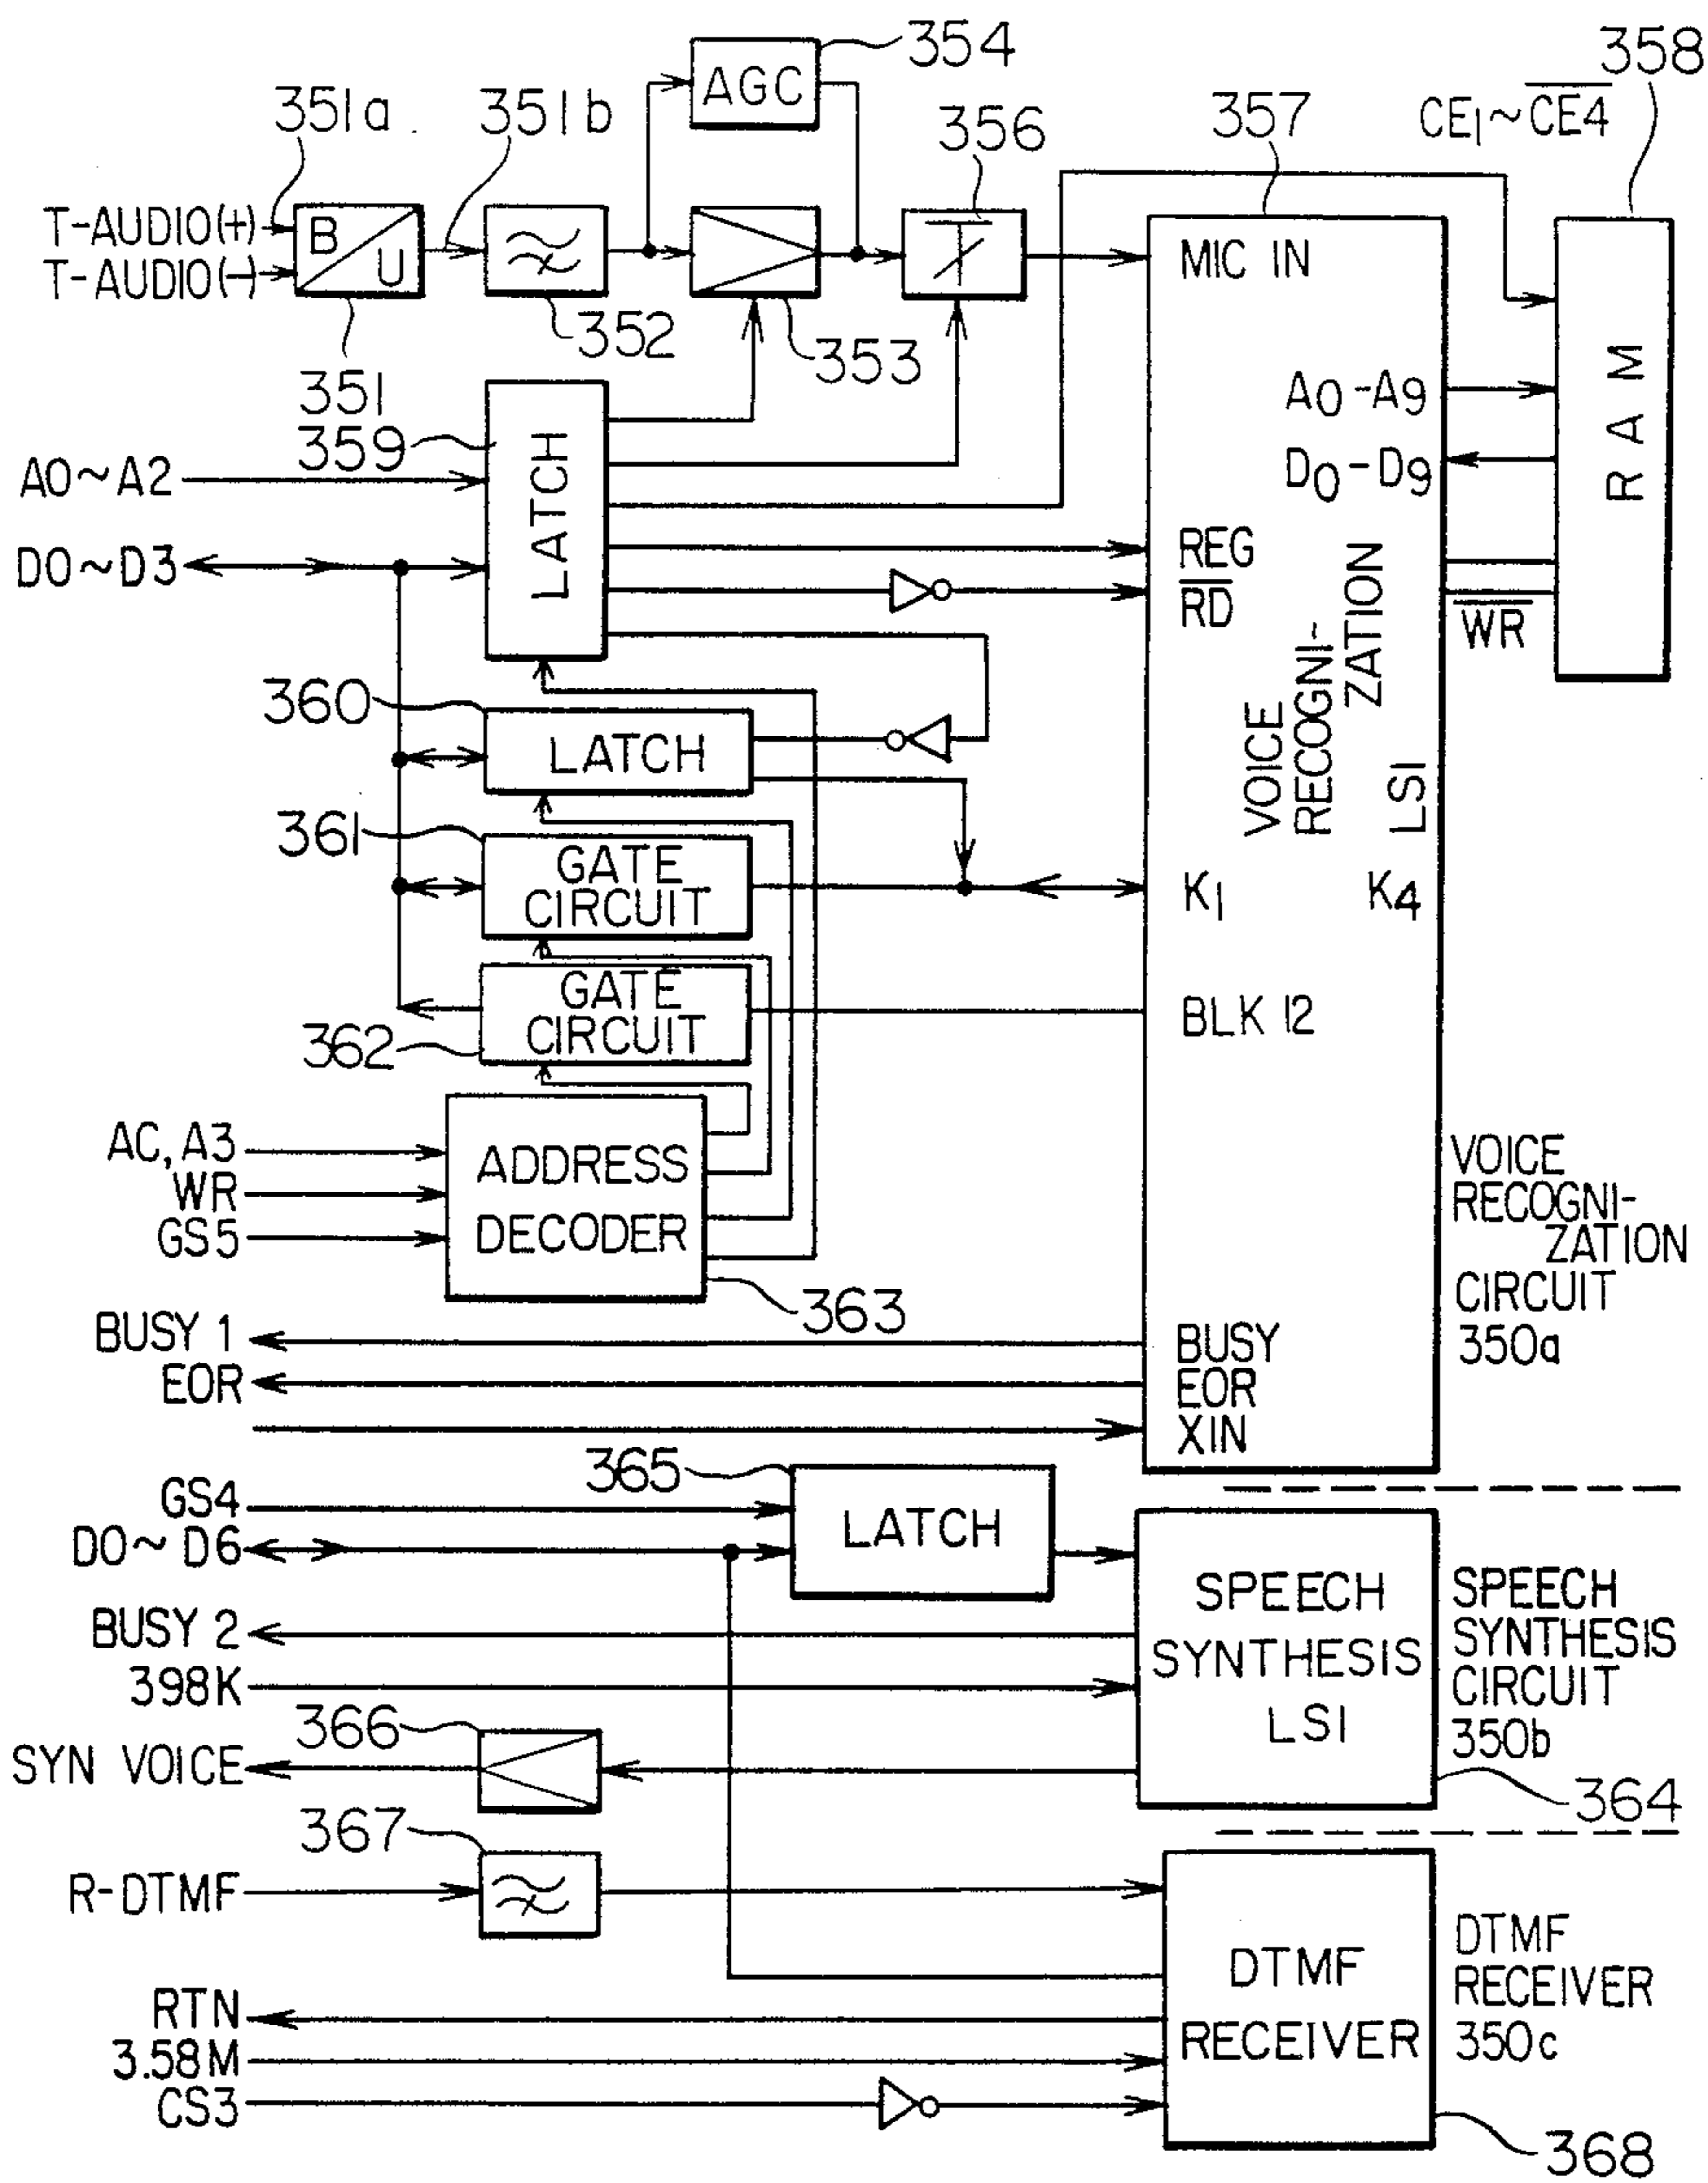 354
AGC
358
CE1~C̅E̅4̅
351a
351b
356
357
T-AUDIO(+)
T-AUDIO(-)
B
U
MIC IN
352
353
351
359
RAM
A0-A9
D0-D9
A0~A2
LATCH
D0~D3
REG
R̅D̅
W̅R̅
VOICE
RECOGNI-
ZATION
LSI
360
LATCH
361
GATE
CIRCUIT
K1
K4
GATE
CIRCUIT
362
BLK 12
AC, A3
WR
GS5
ADDRESS
DECODER
363
VOICE
RECOGNI-
ZATION
CIRCUIT
350a
BUSY 1
BUSY
EOR
EOR
XIN
365
GS4
D0~D6
LATCH
BUSY 2
398K
SPEECH
SYNTHESIS
LSI
SPEECH
SYNTHESIS
CIRCUIT
350b
364
366
SYN VOICE
367
R-DTMF
DTMF
RECEIVER
DTMF
RECEIVER
350c
RTN
3.58M
CS3
368